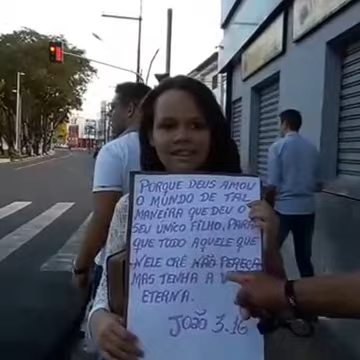 PORQUE DEUS AMOU
O MUNDO DE TAL
MANEIRA QUE DEU O
SEU ÚNICO FILHO, PARA
QUE TODO AQUELE QUE
NELE CRÊ NÃO PEREÇA
MAS TENHA A
ETERNA.
JOÃO 3.16